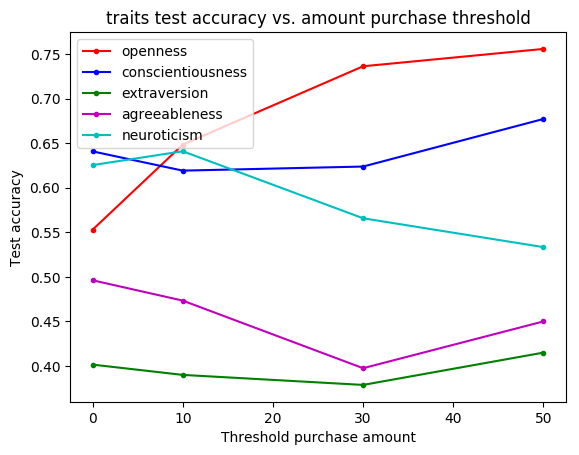 traits test accuracy vs. amount purchase threshold
openness
conscientiousness
extraversion
agreeableness
neuroticism
0.75
0.70
0.65
0.60
0.55
0.50
0.45
0.40
Test accuracy
0 10 20 30 40 50
Threshold purchase amount